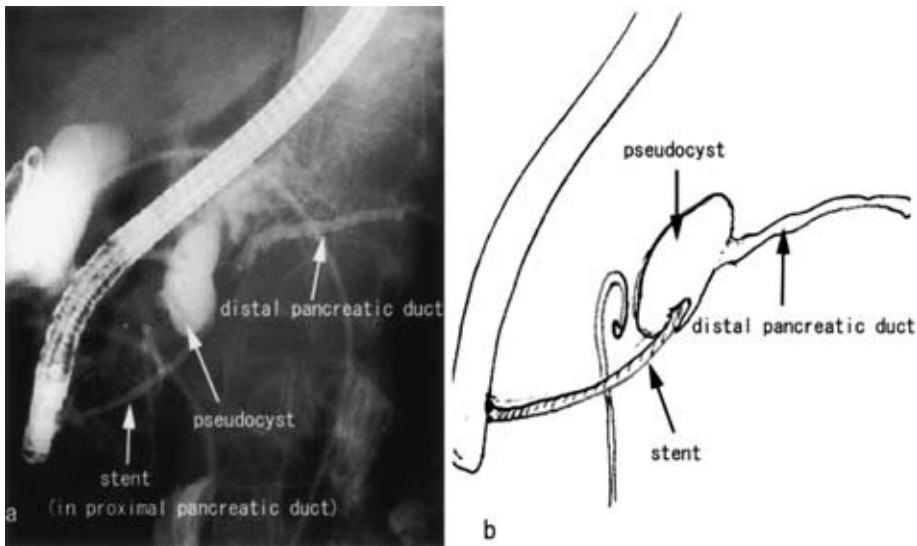 distal pancreatic duct
pseudocyst
stent
(in proximal pancreatic duct)
a
pseudocyst
distal pancreatic duct
stent
b